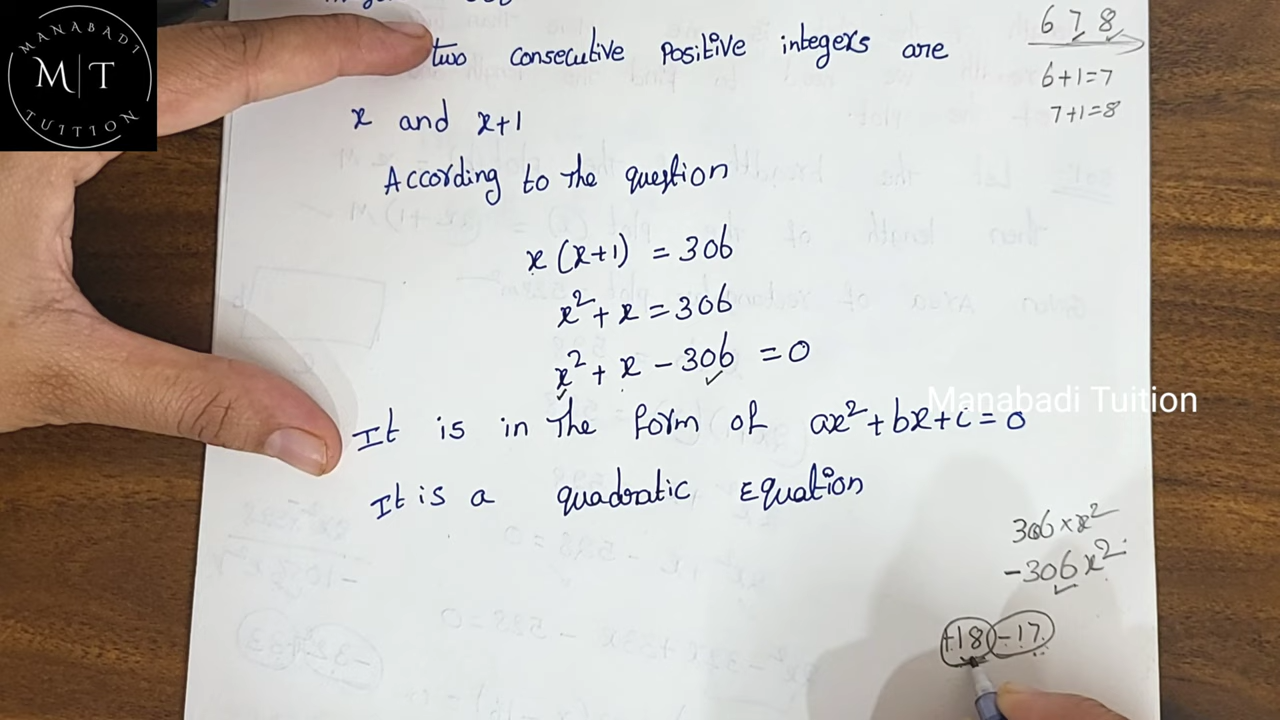 MANABADI
M|T
TUITION
two consecutive positive integers are
x and x+1
According to the question
x (x+1) = 306
x² + x = 306
x² + x - 306 = 0
It is in the form of ax² + bx + c = 0
It is a quadratic Equation
6 7 8
6+1=7
7+1=8
Manabadi Tuition
306 × x²
-306x²
+18 -17